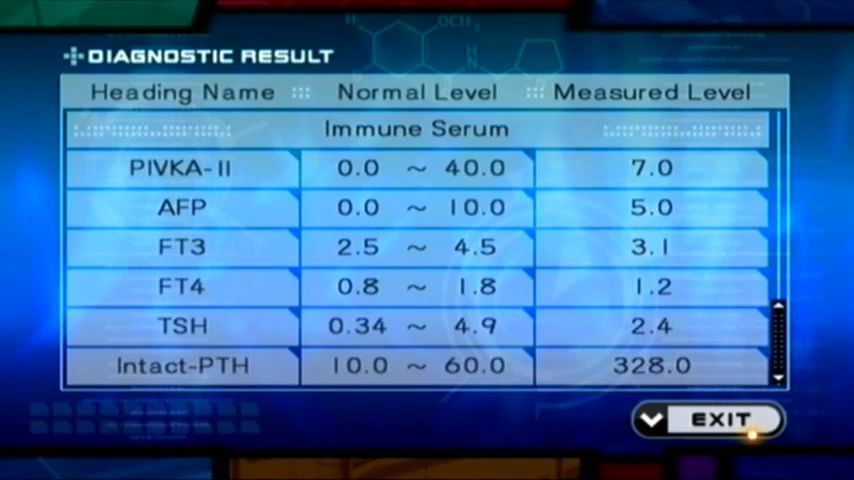 H
OCH3
H
N
DIAGNOSTIC RESULT
Heading Name Normal Level Measured Level
Immune Serum
PIVKA-II 0.0 ~ 40.0 7.0
AFP 0.0 ~ 10.0 5.0
FT3 2.5 ~ 4.5 3.1
FT4 0.8 ~ 1.8 1.2
TSH 0.34 ~ 4.9 2.4
Intact-PTH 10.0 ~ 60.0 328.0
EXIT